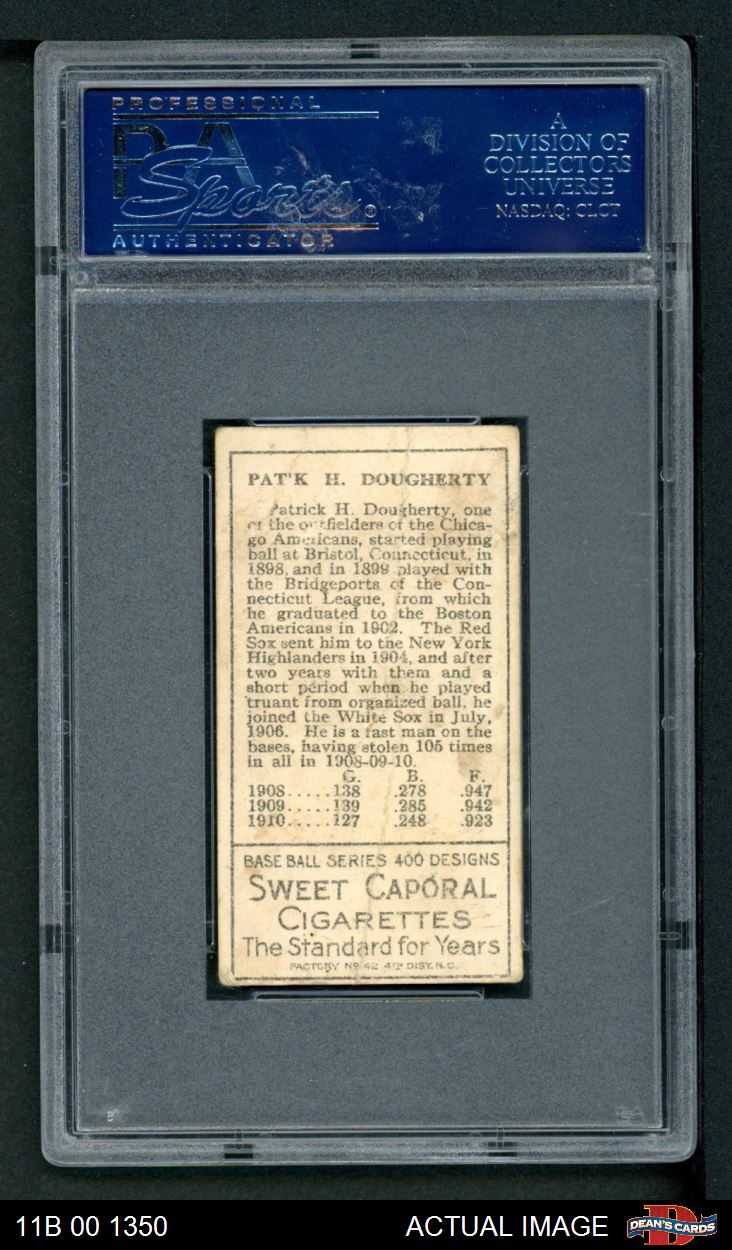 PROFESSIONAL
PSA
Sports®
AUTHENTICATOR
A
DIVISION OF
COLLECTORS
UNIVERSE
NASDAQ: CLCT
PAT'K H. DOUGHERTY
Patrick H. Dougherty, one
of the outfielders of the Chica-
go Americans, started playing
ball at Bristol, Connecticut, in
1898, and in 1899 played with
the Bridgeports of the Con-
necticut League, from which
he graduated to the Boston
Americans in 1902. The Red
Sox sent him to the New York
Highlanders in 1904, and after
two years with them and a
short period when he played
truant from organized ball, he
joined the White Sox in July,
1906. He is a fast man on the
bases, having stolen 105 times
in all in 1908-09-10.
G. B. F.
1908.....138 .278 .947
1909.....139 .285 .942
1910.....127 .248 .923
BASE BALL SERIES 400 DESIGNS
SWEET CAPORAL
CIGARETTES
The Standard for Years
FACTORY No 42 4TH DIST. N.C.
11B 00 1350
ACTUAL IMAGE
DEAN'S CARDS